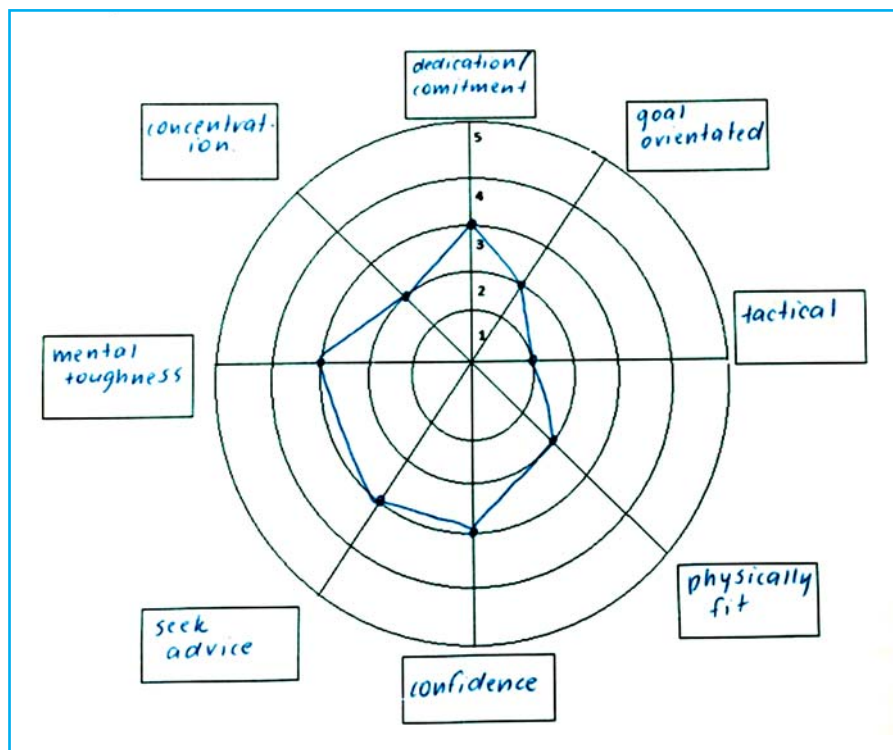 dedication/
comitment
goal
orientated
concentrat-
ion.
5
4
3
2
1
tactical
mental
toughness
physically
fit
seek
advice
confidence